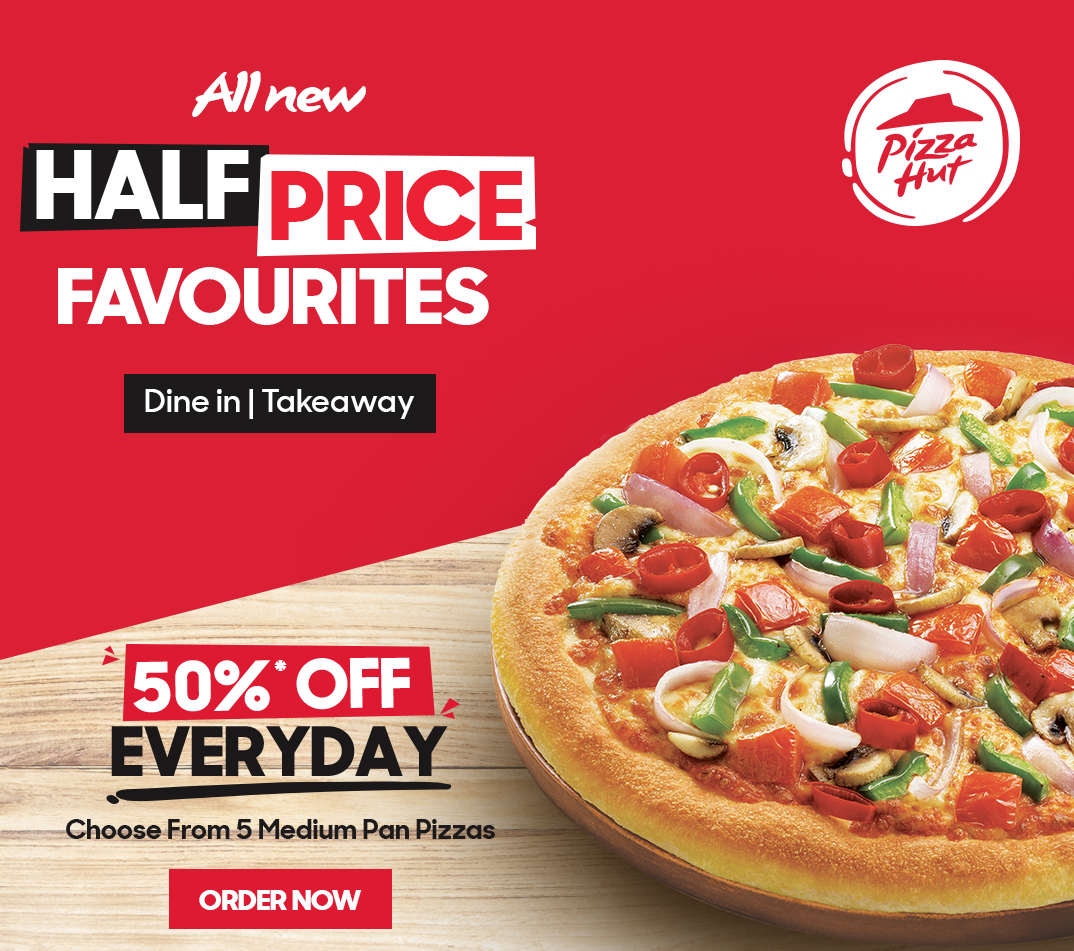 All new
HALF PRICE
FAVOURITES
Dine in | Takeaway
Pizza
Hut
50%* OFF
EVERYDAY
Choose From 5 Medium Pan Pizzas
ORDER NOW